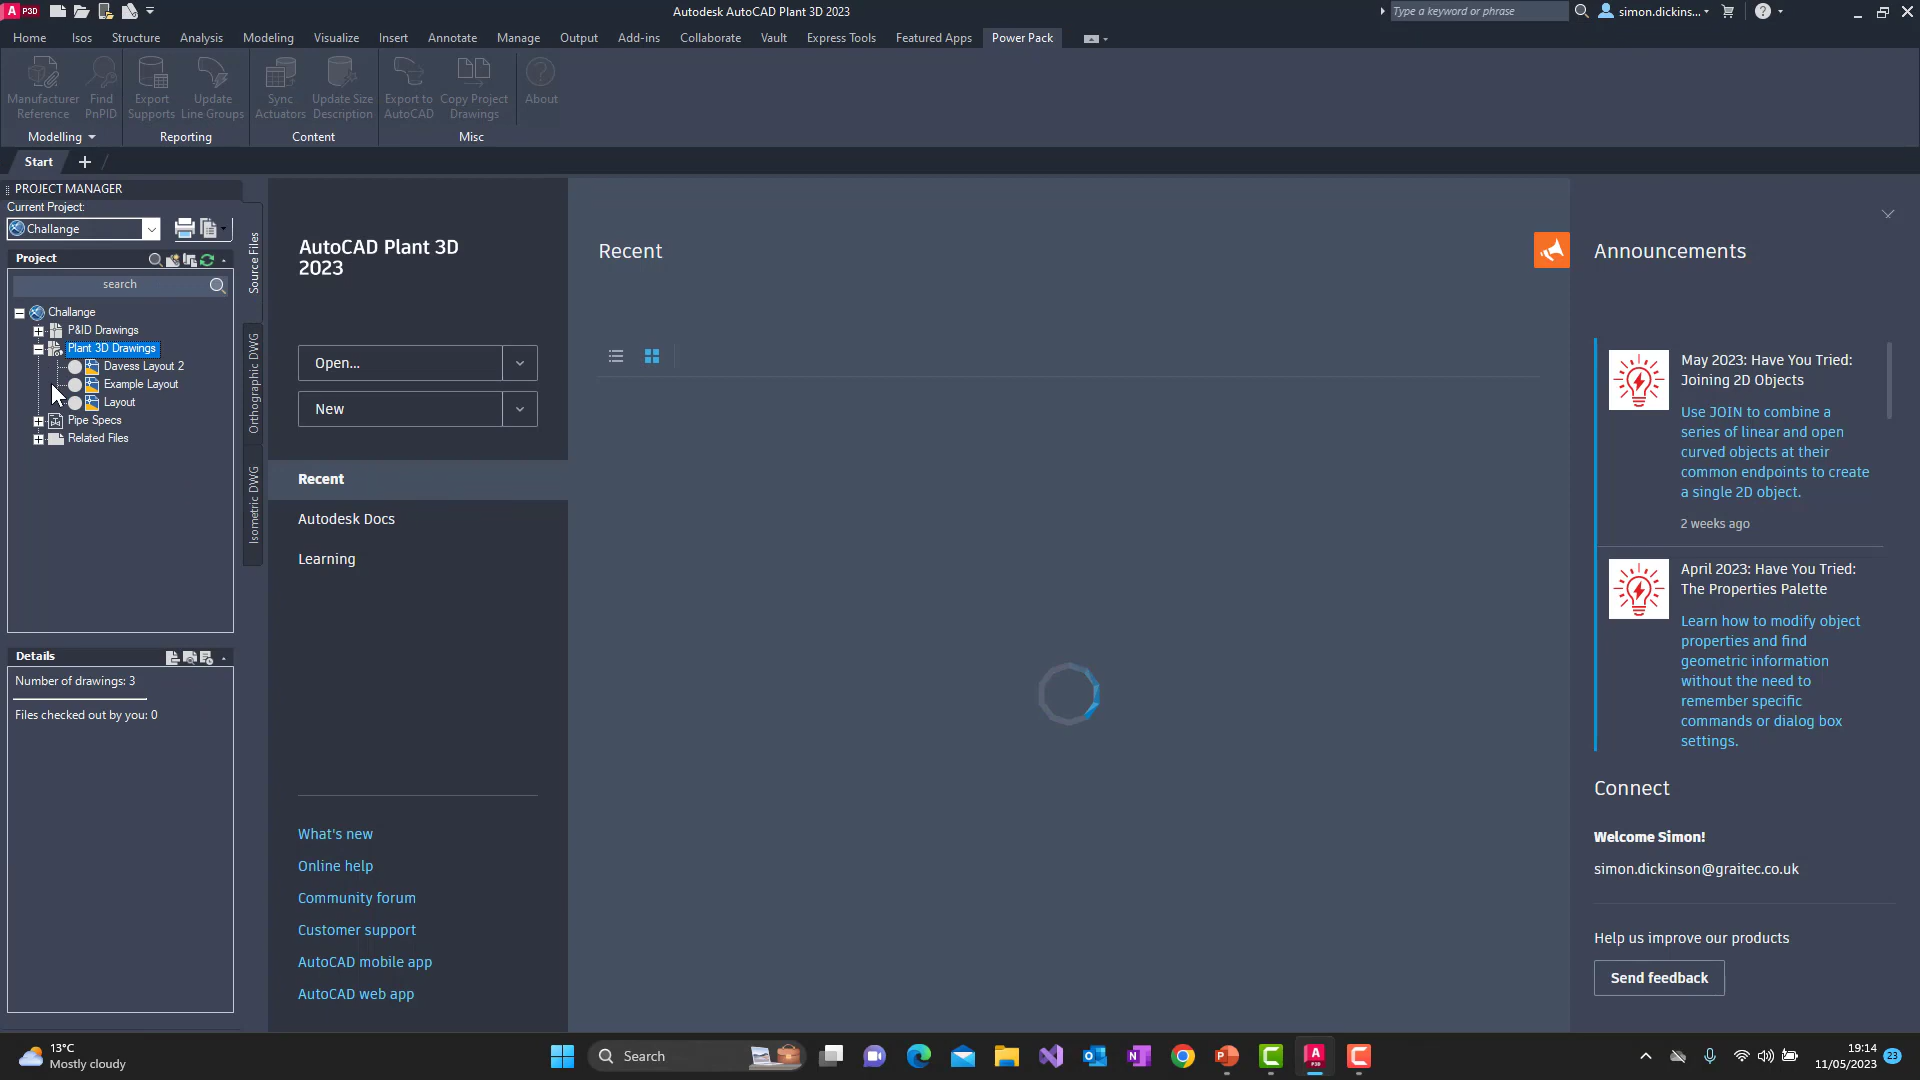 A P3D
Autodesk AutoCAD Plant 3D 2023
Type a keyword or phrase
simon.dickins...
Home
Isos
Structure
Analysis
Modeling
Visualize
Insert
Annotate
Manage
Output
Add-ins
Collaborate
Vault
Express Tools
Featured Apps
Power Pack
Manufacturer
Reference
Find
PnPID
Export
Supports
Update
Line Groups
Sync
Actuators
Update Size
Description
Export to
AutoCAD
Copy Project
Drawings
About
Modelling
Reporting
Content
Misc
Start
PROJECT MANAGER
Current Project:
Challange
Project
search
Challange
P&ID Drawings
Plant 3D Drawings
Davess Layout 2
Example Layout
Layout
Pipe Specs
Related Files
Source Files
Orthographic DWG
Isometric DWG
Details
Number of drawings: 3
Files checked out by you: 0
AutoCAD Plant 3D
2023
Open...
New
Recent
Autodesk Docs
Learning
What's new
Online help
Community forum
Customer support
AutoCAD mobile app
AutoCAD web app
Recent
Announcements
May 2023: Have You Tried:
Joining 2D Objects
Use JOIN to combine a
series of linear and open
curved objects at their
common endpoints to create
a single 2D object.
2 weeks ago
April 2023: Have You Tried:
The Properties Palette
Learn how to modify object
properties and find
geometric information
without the need to
remember specific
commands or dialog box
settings.
Connect
Welcome Simon!
simon.dickinson@graitec.co.uk
Help us improve our products
Send feedback
13°C
Mostly cloudy
Search
19:14
11/05/2023
23